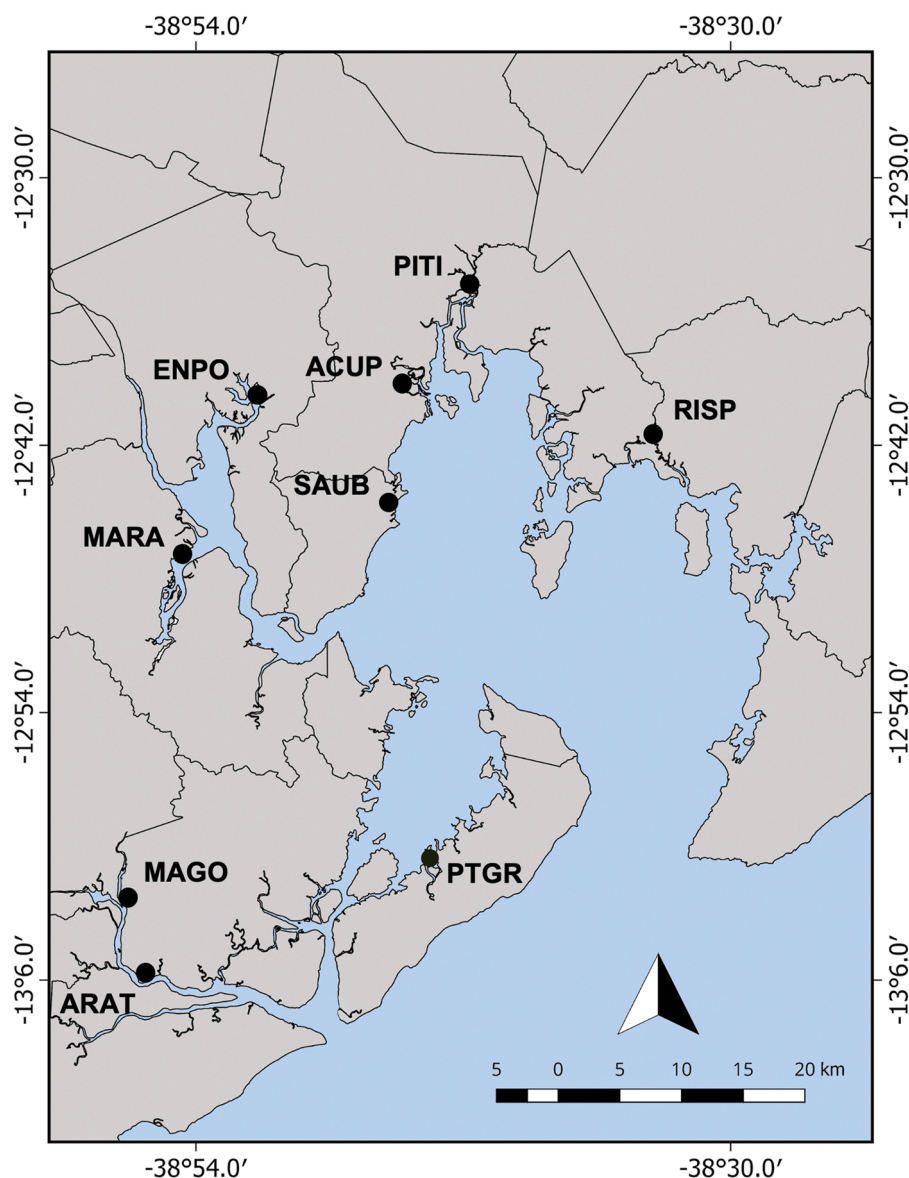 -38°54.0′ -38°30.0′
-12°30.0′ -12°30.0′
PITI
ENPO ACUP
RISP
-12°42.0′ -12°42.0′
SAUB
MARA
-12°54.0′ -12°54.0′
MAGO PTGR
-13°6.0′ -13°6.0′
ARAT
5 0 5 10 15 20 km
-38°54.0′ -38°30.0′